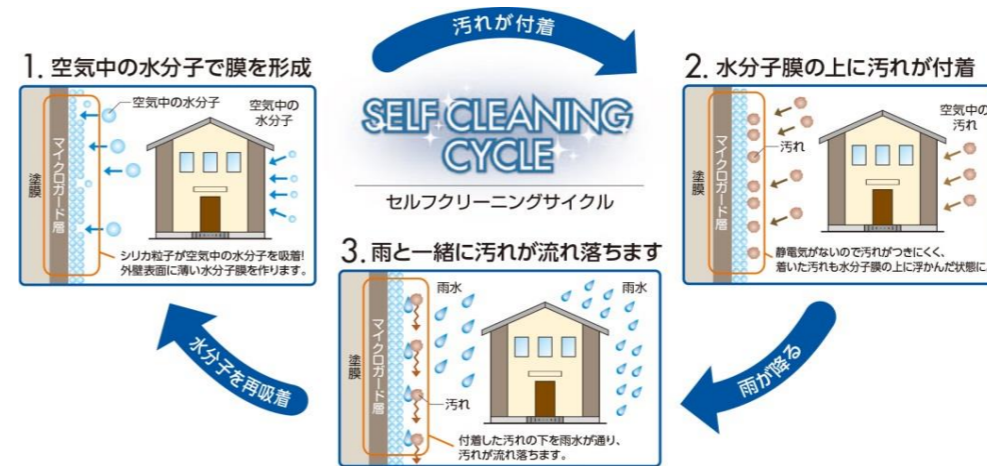 汚れが付着
1. 空気中の水分子で膜を形成
空気中の水分子
空気中の
水分子
塗膜
マイクロガード層
シリカ粒子が空気中の水分子を吸着!
外壁表面に薄い水分子膜を作ります。
SELF CLEANING
CYCLE
セルフクリーニングサイクル
2. 水分子膜の上に汚れが付着
空気中の
汚れ
汚れ
塗膜
マイクロガード層
静電気がないので汚れがつきにくく、
着いた汚れも水分子膜の上に浮かんだ状態に
雨が降る
3. 雨と一緒に汚れが流れ落ちます
雨水
雨水
塗膜
マイクロガード層
汚れ
付着した汚れの下を雨水が通り、
汚れが流れ落ちます。
水分子を再吸着